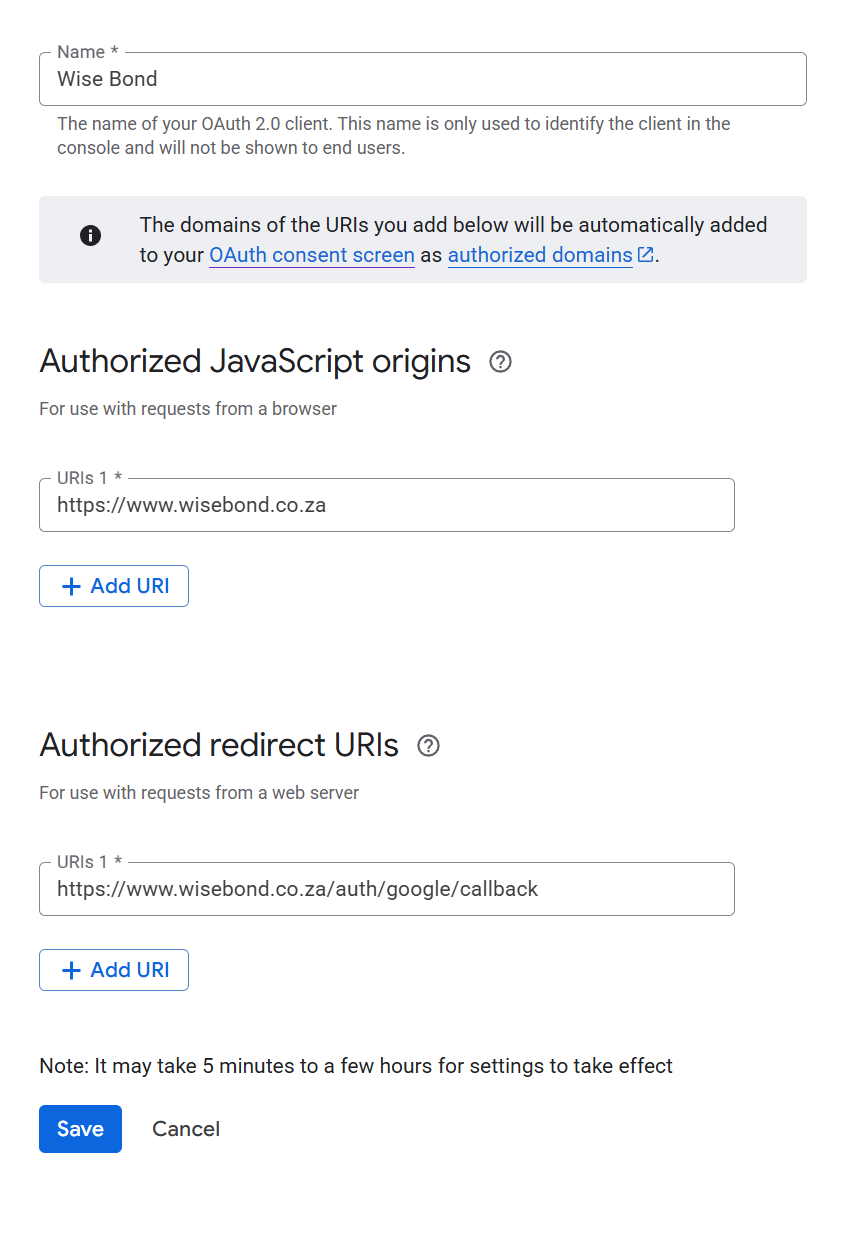 Name *
Wise Bond
The name of your OAuth 2.0 client. This name is only used to identify the client in the
console and will not be shown to end users.
The domains of the URIs you add below will be automatically added
to your OAuth consent screen as authorized domains.
Authorized JavaScript origins
For use with requests from a browser
URIs 1 *
https://www.wisebond.co.za
+ Add URI
Authorized redirect URIs
For use with requests from a web server
URIs 1 *
https://www.wisebond.co.za/auth/google/callback
+ Add URI
Note: It may take 5 minutes to a few hours for settings to take effect
Save Cancel